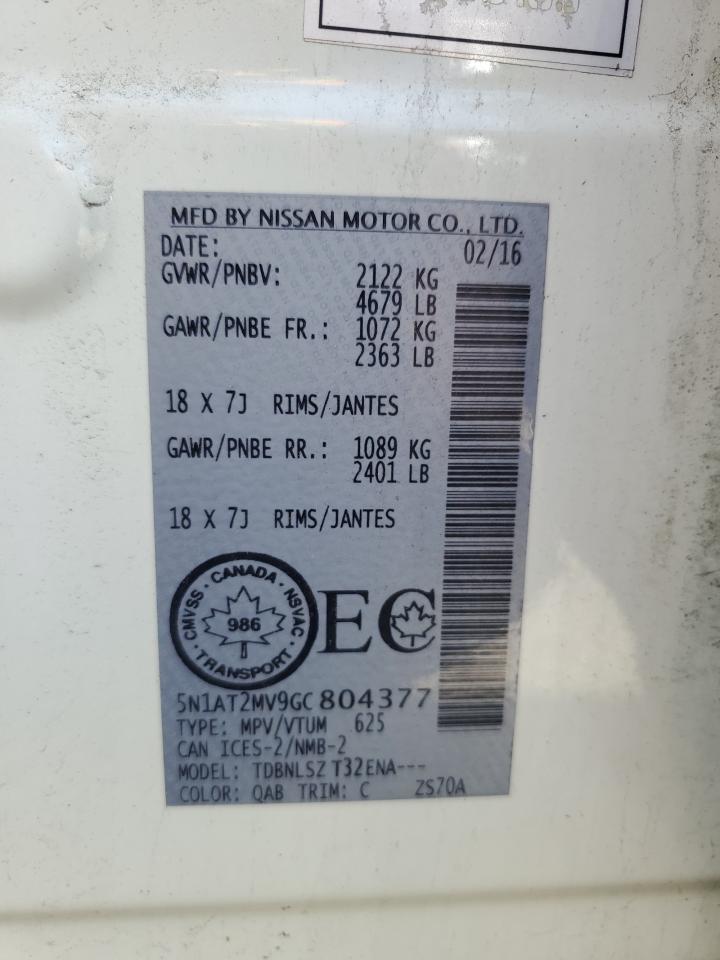 MFD BY NISSAN MOTOR CO., LTD.
DATE: 02/16
GVWR/PNBV: 2122 KG
4679 LB
GAWR/PNBE FR.: 1072 KG
2363 LB
18 X 7J RIMS/JANTES
GAWR/PNBE RR.: 1089 KG
2401 LB
18 X 7J RIMS/JANTES
CANADA · NSVAC · TRANSPORT · CMVSS ·
986
EC
5N1AT2MV9GC804377
TYPE: MPV/VTUM 625
CAN ICES-2/NMB-2
MODEL: TDBNLSZ T32ENA---
COLOR: QAB TRIM: C ZS70A